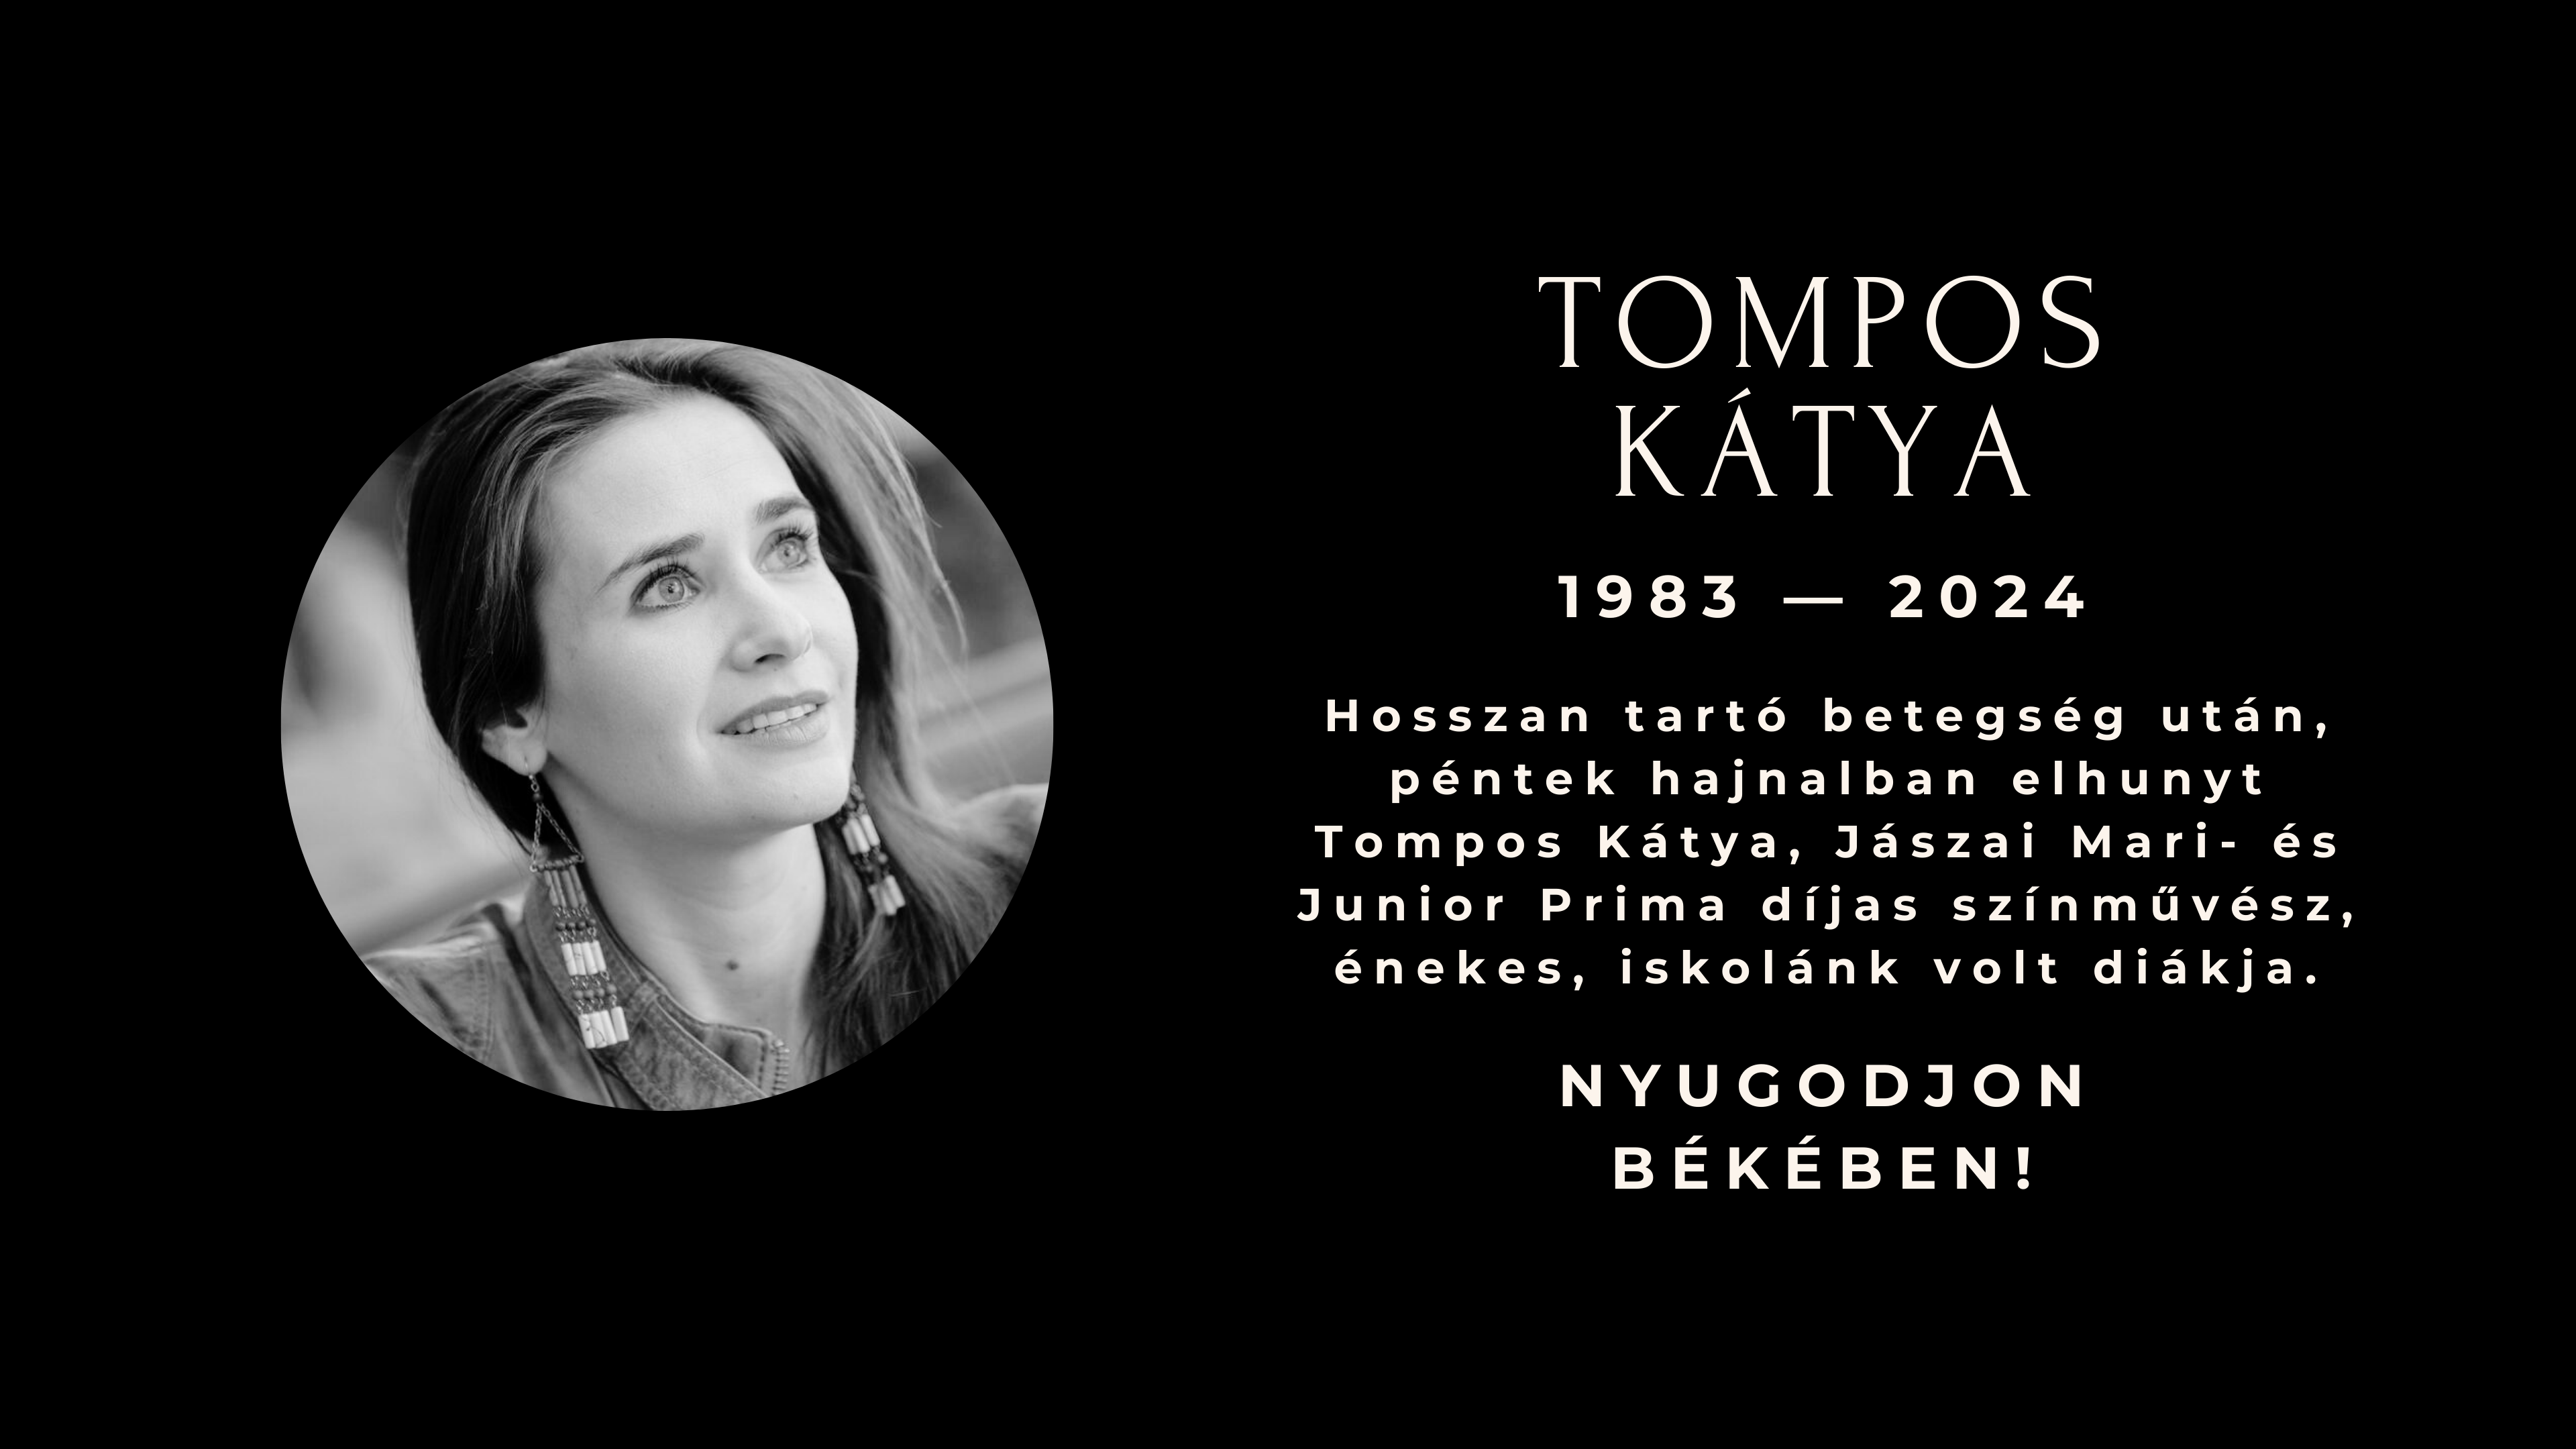 TOMPOS
KÁTYA
1983 — 2024
Hosszan tartó betegség után,
péntek hajnalban elhunyt
Tompos Kátya, Jászai Mari- és
Junior Prima díjas színművész,
énekes, iskolánk volt diákja.
NYUGODJON
BÉKÉBEN!